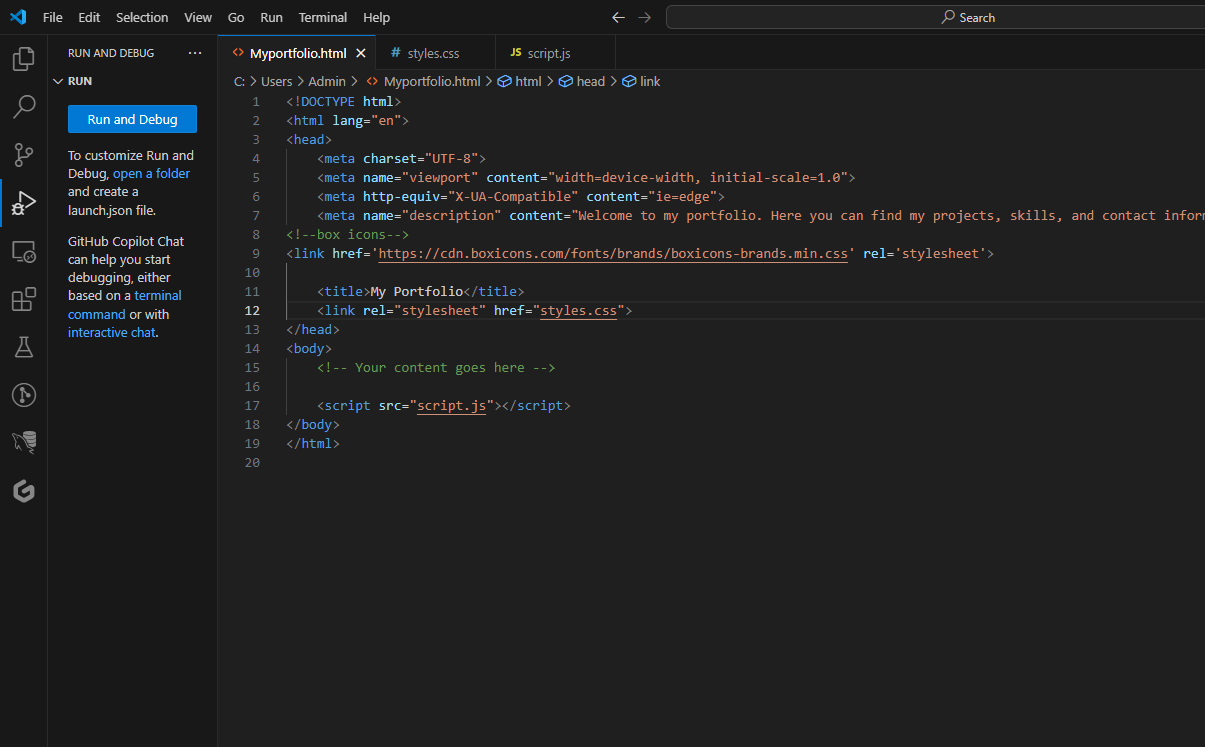 File Edit Selection View Go Run Terminal Help
Search
RUN AND DEBUG
RUN
Run and Debug
To customize Run and
Debug, open a folder
and create a
launch.json file.
GitHub Copilot Chat
can help you start
debugging, either
based on a terminal
command or with
interactive chat.
Myportfolio.html
# styles.css
JS script.js
C: > Users > Admin > <> Myportfolio.html > html > head > link
1 <!DOCTYPE html>
2 <html lang="en">
3 <head>
4 <meta charset="UTF-8">
5 <meta name="viewport" content="width=device-width, initial-scale=1.0">
6 <meta http-equiv="X-UA-Compatible" content="ie=edge">
7 <meta name="description" content="Welcome to my portfolio. Here you can find my projects, skills, and contact infor
8 <!--box icons-->
9 <link href='https://cdn.boxicons.com/fonts/brands/boxicons-brands.min.css' rel='stylesheet'>
10
11 <title>My Portfolio</title>
12 <link rel="stylesheet" href="styles.css">
13 </head>
14 <body>
15 <!-- Your content goes here -->
16
17 <script src="script.js"></script>
18 </body>
19 </html>
20